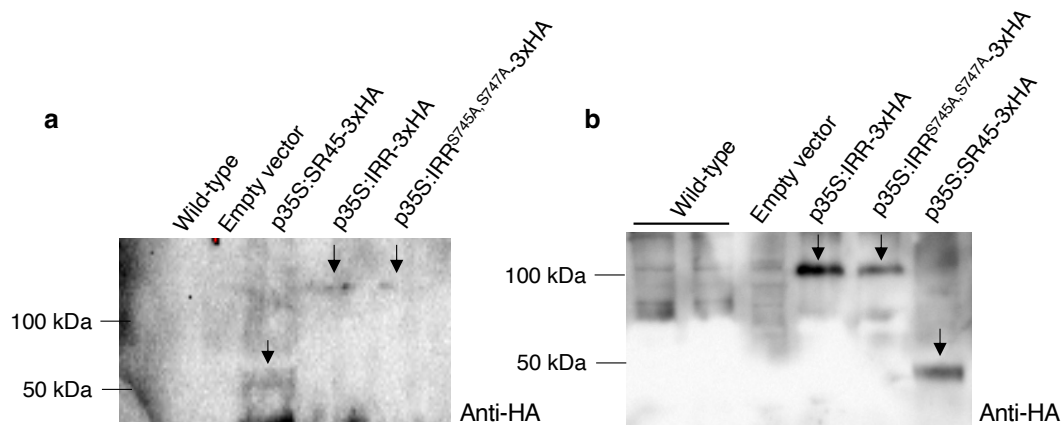 a
Wild-type
Empty vector
p35S:SR45-3xHA
p35S:IRR-3xHA
p35S:IRRS745A,S747A-3xHA
100 kDa
50 kDa
Anti-HA
b
Wild-type
Empty vector
p35S:IRR-3xHA
p35S:IRRS745A,S747A-3xHA
p35S:SR45-3xHA
100 kDa
50 kDa
Anti-HA